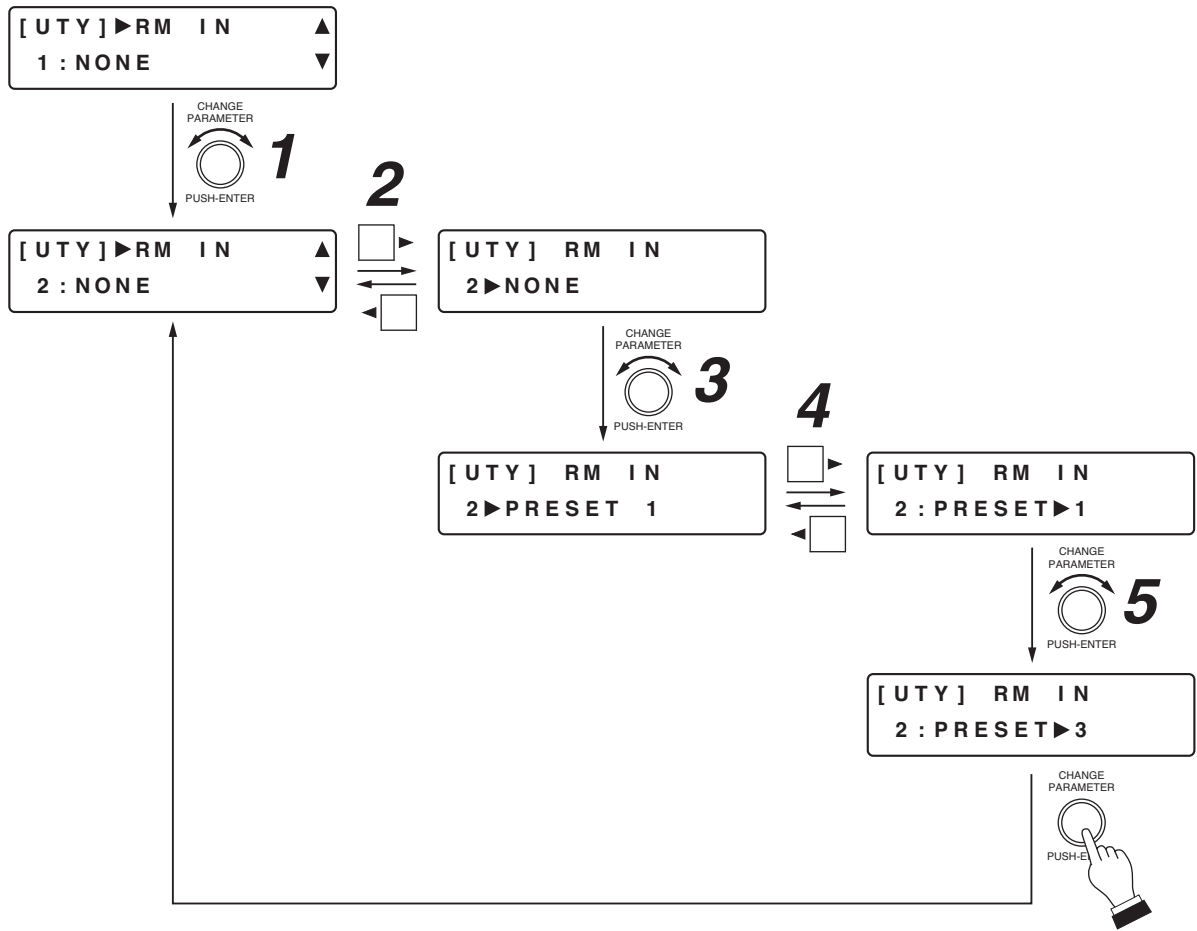 [UTY]▶RM IN ▲
1:NONE ▼
CHANGE
PARAMETER
PUSH-ENTER
1
2
[UTY]▶RM IN ▲
2:NONE ▼
[UTY] RM IN
2▶NONE
CHANGE
PARAMETER
PUSH-ENTER
3
4
[UTY] RM IN
2▶PRESET 1
[UTY] RM IN
2:PRESET▶1
CHANGE
PARAMETER
PUSH-ENTER
5
[UTY] RM IN
2:PRESET▶3
CHANGE
PARAMETER
PUSH-E